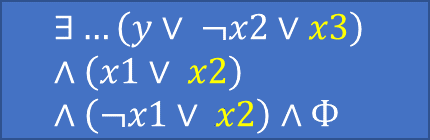 ∃ … (y ∨ ¬x2 ∨ x3)
∧ (x1 ∨ x2)
∧ (¬x1 ∨ x2) ∧ Φ